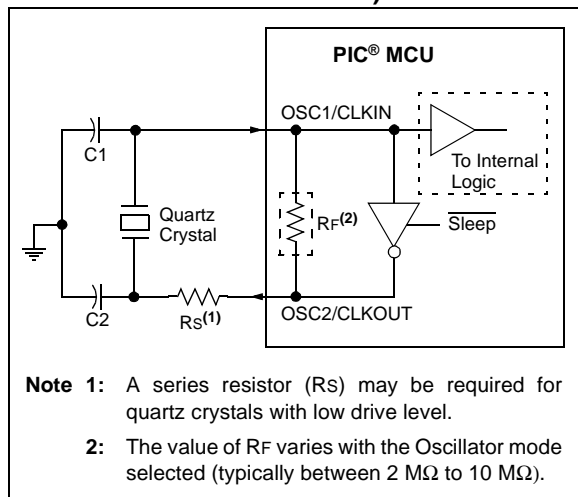 PIC® MCU
OSC1/CLKIN
C1
To Internal
Logic
Quartz
Crystal
RF(2)
Sleep
C2
RS(1)
OSC2/CLKOUT
Note 1: A series resistor (RS) may be required for
quartz crystals with low drive level.
2: The value of RF varies with the Oscillator mode
selected (typically between 2 MΩ to 10 MΩ).